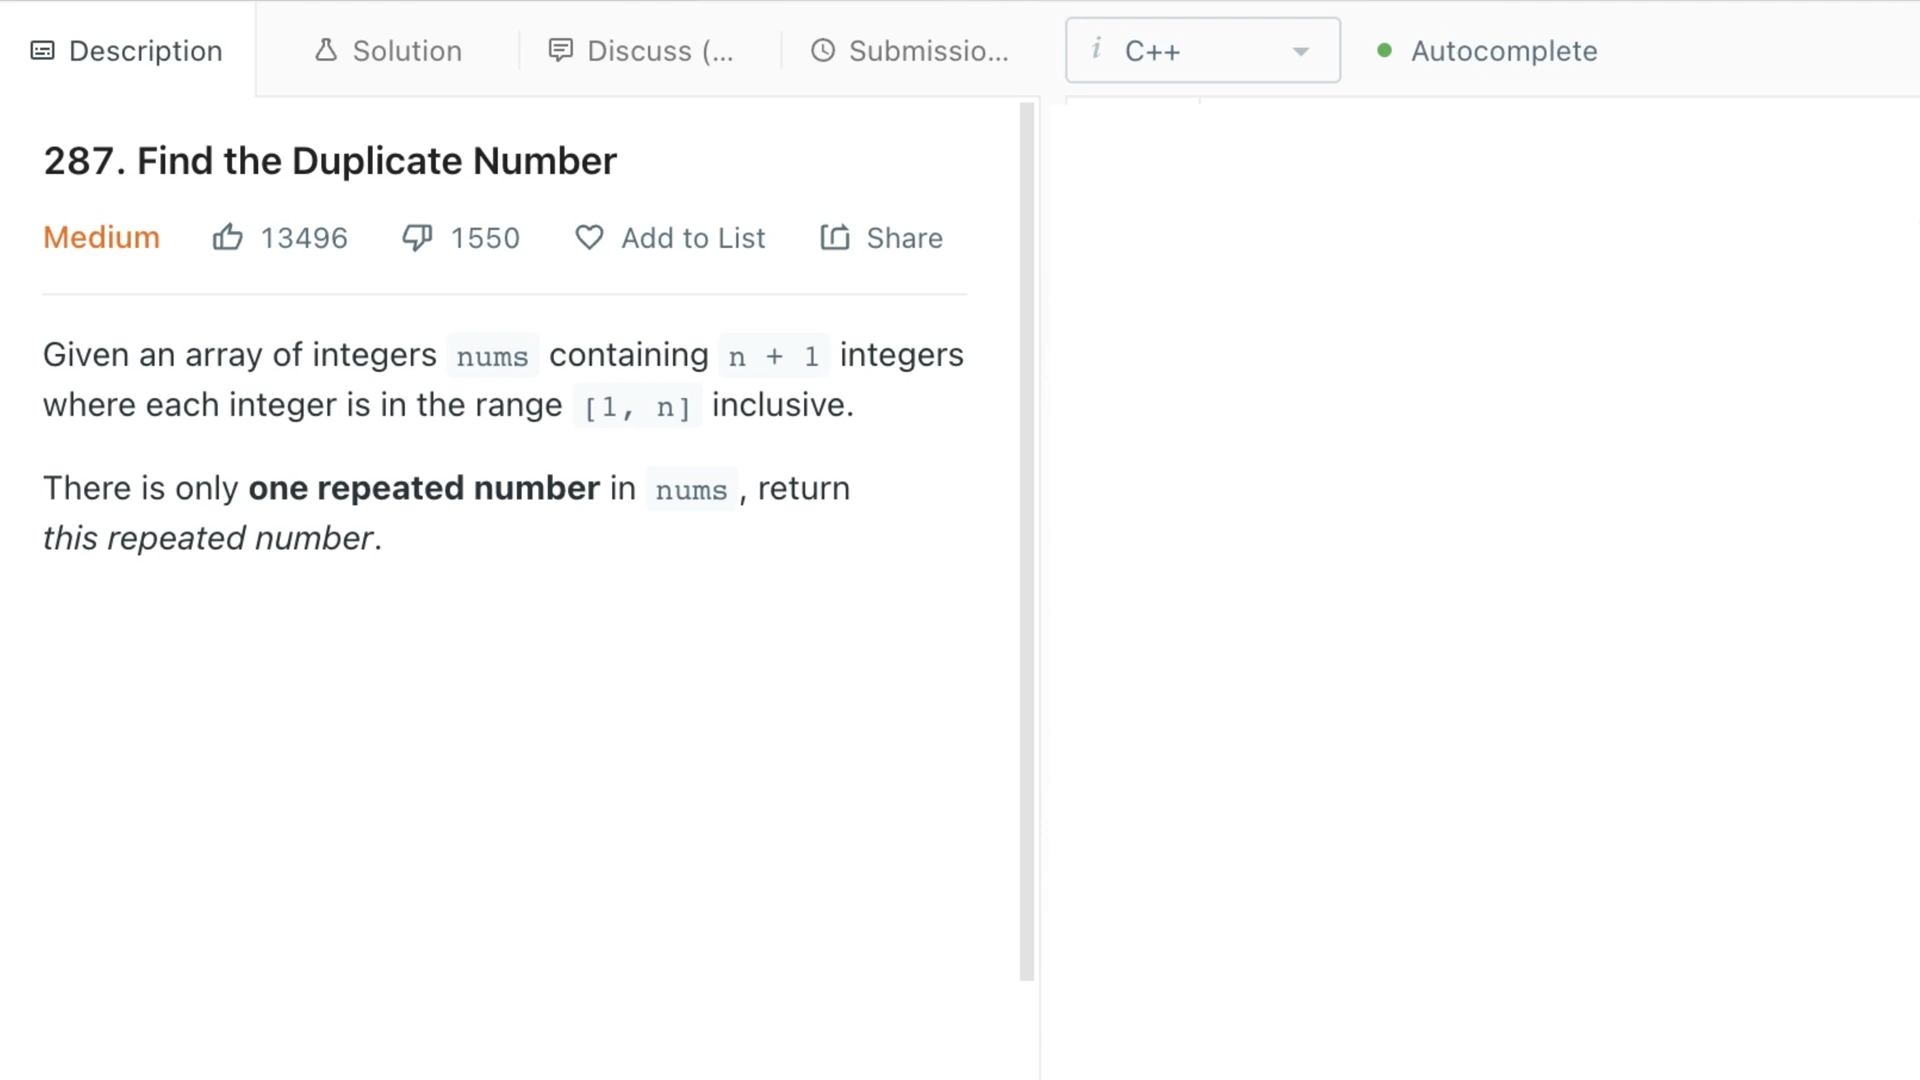 Description Solution Discuss (... Submissio... i C++ Autocomplete
287. Find the Duplicate Number
Medium 13496 1550 Add to List Share
Given an array of integers nums containing n + 1 integers
where each integer is in the range [1, n] inclusive.
There is only one repeated number in nums , return
this repeated number.